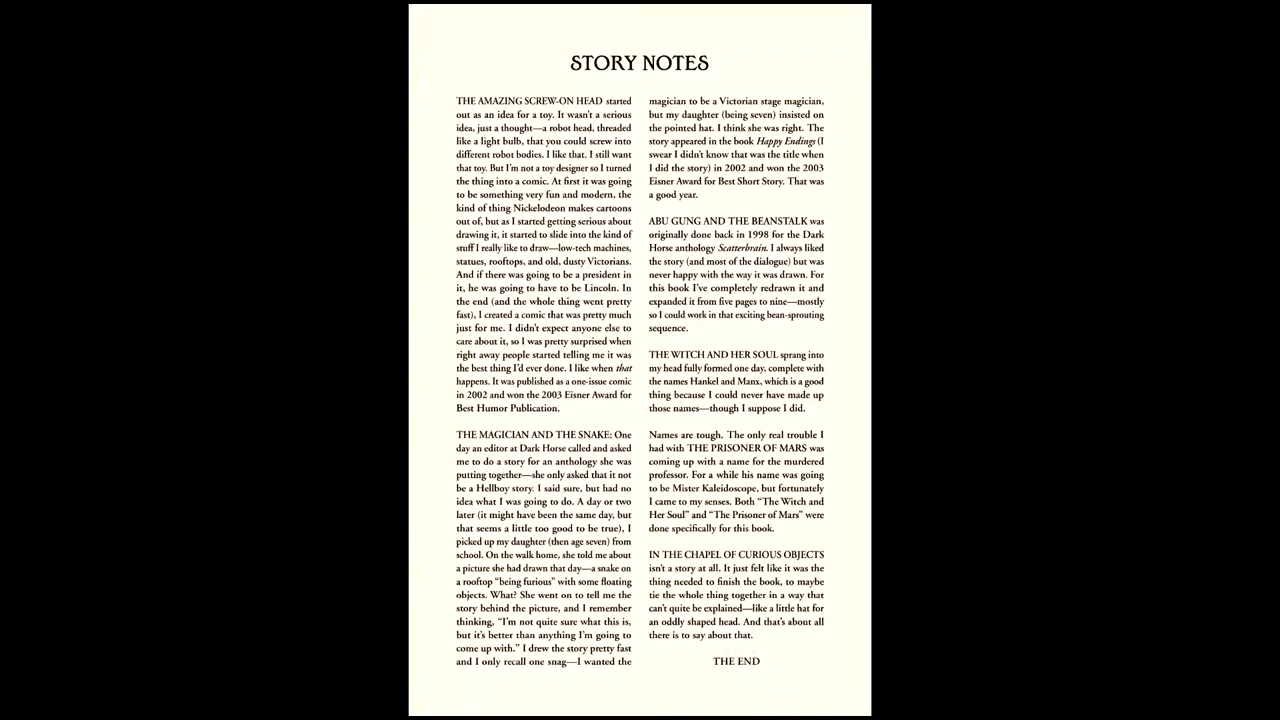 STORY NOTES
THE AMAZING SCREW-ON HEAD started
out as an idea for a toy. It wasn't a serious
idea, just a thought—a robot head, threaded
like a light bulb, that you could screw into
different robot bodies. I like that. I still want
that toy. But I'm not a toy designer so I turned
the thing into a comic. At first it was going
to be something very fun and modern, the
kind of thing Nickelodeon makes cartoons
out of, but as I started getting serious about
drawing it, it started to slide into the kind of
stuff I really like to draw—low-tech machines,
statues, rooftops, and old, dusty Victorians.
And if there was going to be a president in
it, he was going to have to be Lincoln. In
the end (and the whole thing went pretty
fast), I created a comic that was pretty much
just for me. I didn't expect anyone else to
care about it, so I was pretty surprised when
right away people started telling me it was
the best thing I'd ever done. I like when that
happens. It was published as a one-issue comic
in 2002 and won the 2003 Eisner Award for
Best Humor Publication.
THE MAGICIAN AND THE SNAKE: One
day an editor at Dark Horse called and asked
me to do a story for an anthology she was
putting together—she only asked that it not
be a Hellboy story. I said sure, but had no
idea what I was going to do. A day or two
later (it might have been the same day, but
that seems a little too good to be true), I
picked up my daughter (then age seven) from
school. On the walk home, she told me about
a picture she had drawn that day—a snake on
a rooftop "being furious" with some floating
objects. What? She went on to tell me the
story behind the picture, and I remember
thinking, "I'm not quite sure what this is,
but it's better than anything I'm going to
come up with." I drew the story pretty fast
and I only recall one snag—I wanted the
magician to be a Victorian stage magician,
but my daughter (being seven) insisted on
the pointed hat. I think she was right. The
story appeared in the book Happy Endings (I
swear I didn't know that was the title when
I did the story) in 2002 and won the 2003
Eisner Award for Best Short Story. That was
a good year.
ABU GUNG AND THE BEANSTALK was
originally done back in 1998 for the Dark
Horse anthology Scatterbrain. I always liked
the story (and most of the dialogue) but was
never happy with the way it was drawn. For
this book I've completely redrawn it and
expanded it from five pages to nine—mostly
so I could work in that exciting bean-sprouting
sequence.
THE WITCH AND HER SOUL sprang into
my head fully formed one day, complete with
the names Hankel and Manx, which is a good
thing because I could never have made up
those names—though I suppose I did.
Names are tough. The only real trouble I
had with THE PRISONER OF MARS was
coming up with a name for the murdered
professor. For a while his name was going
to be Mister Kaleidoscope, but fortunately
I came to my senses. Both "The Witch and
Her Soul" and "The Prisoner of Mars" were
done specifically for this book.
IN THE CHAPEL OF CURIOUS OBJECTS
isn't a story at all. It just felt like it was the
thing needed to finish the book, to maybe
tie the whole thing together in a way that
can't quite be explained—like a little hat for
an oddly shaped head. And that's about all
there is to say about that.
THE END